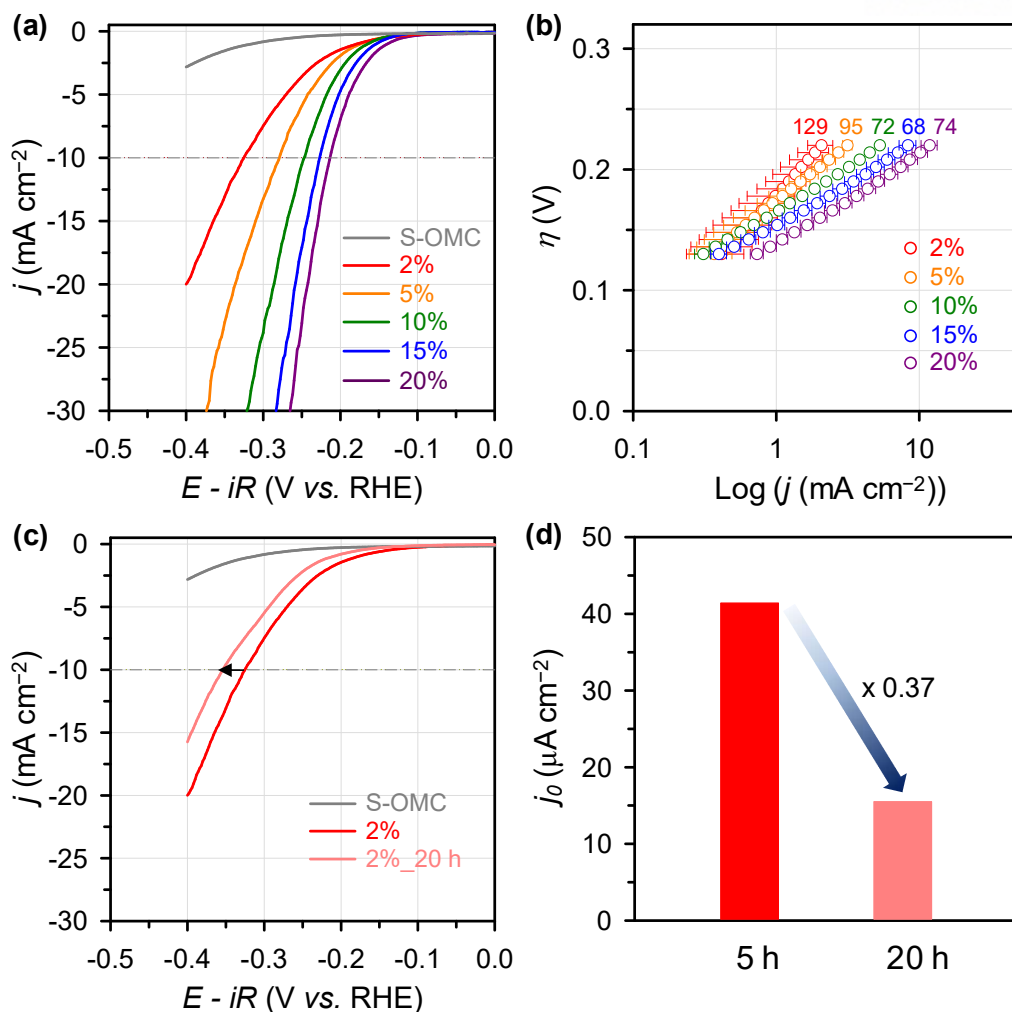 (a)
0
-5
-10
-15
-20
-25
-30
j (mA cm⁻²)
S-OMC
2%
5%
10%
15%
20%
-0.5 -0.4 -0.3 -0.2 -0.1 0.0
E - iR (V vs. RHE)
(b)
0.3
0.2
0.1
0.0
η (V)
129 95 72 68 74
2%
5%
10%
15%
20%
0.1 1 10
Log (j (mA cm⁻²))
(c)
0
-5
-10
-15
-20
-25
-30
j (mA cm⁻²)
S-OMC
2%
2%_20 h
-0.5 -0.4 -0.3 -0.2 -0.1 0.0
E - iR (V vs. RHE)
(d)
50
40
30
20
10
0
j₀ (μA cm⁻²)
x 0.37
5 h 20 h